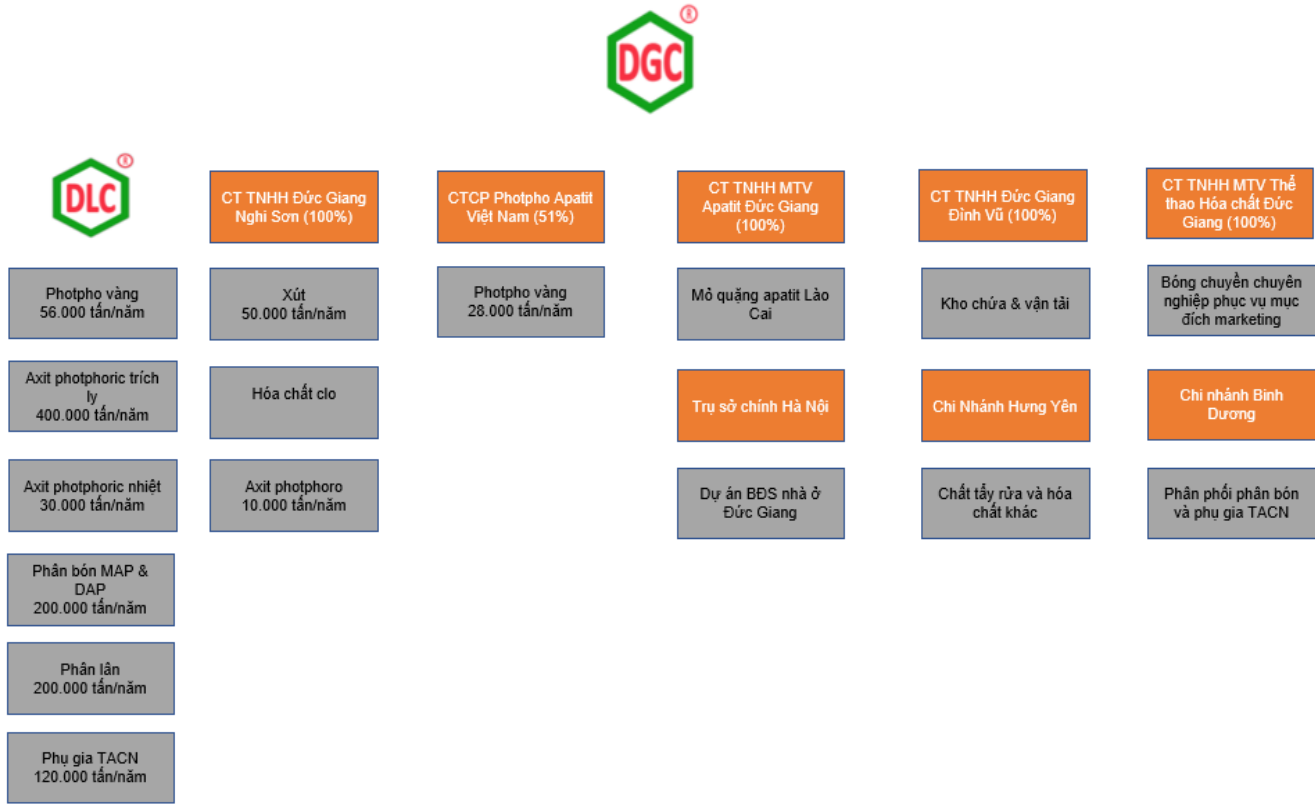 DGC
®
DLC
®
Photpho vàng
56.000 tấn/năm
Axit photphoric trích
ly
400.000 tấn/năm
Axit photphoric nhiệt
30.000 tấn/năm
Phân bón MAP &
DAP
200.000 tấn/năm
Phân lân
200.000 tấn/năm
Phụ gia TACN
120.000 tấn/năm
CT TNHH Đức Giang
Nghi Sơn (100%)
Xút
50.000 tấn/năm
Hóa chất clo
Axit photphoro
10.000 tấn/năm
CTCP Photpho Apatit
Việt Nam (51%)
Photpho vàng
28.000 tấn/năm
CT TNHH MTV
Apatit Đức Giang
(100%)
Mỏ quặng apatit Lào
Cai
Trụ sở chính Hà Nội
Dự án BĐS nhà ở
Đức Giang
CT TNHH Đức Giang
Đình Vũ (100%)
Kho chứa & vận tải
Chi Nhánh Hưng Yên
Chất tẩy rửa và hóa
chất khác
CT TNHH MTV Thể
thao Hóa chất Đức
Giang (100%)
Bóng chuyền chuyên
nghiệp phục vụ mục
đích marketing
Chi nhánh Bình
Dương
Phân phối phân bón
và phụ gia TACN